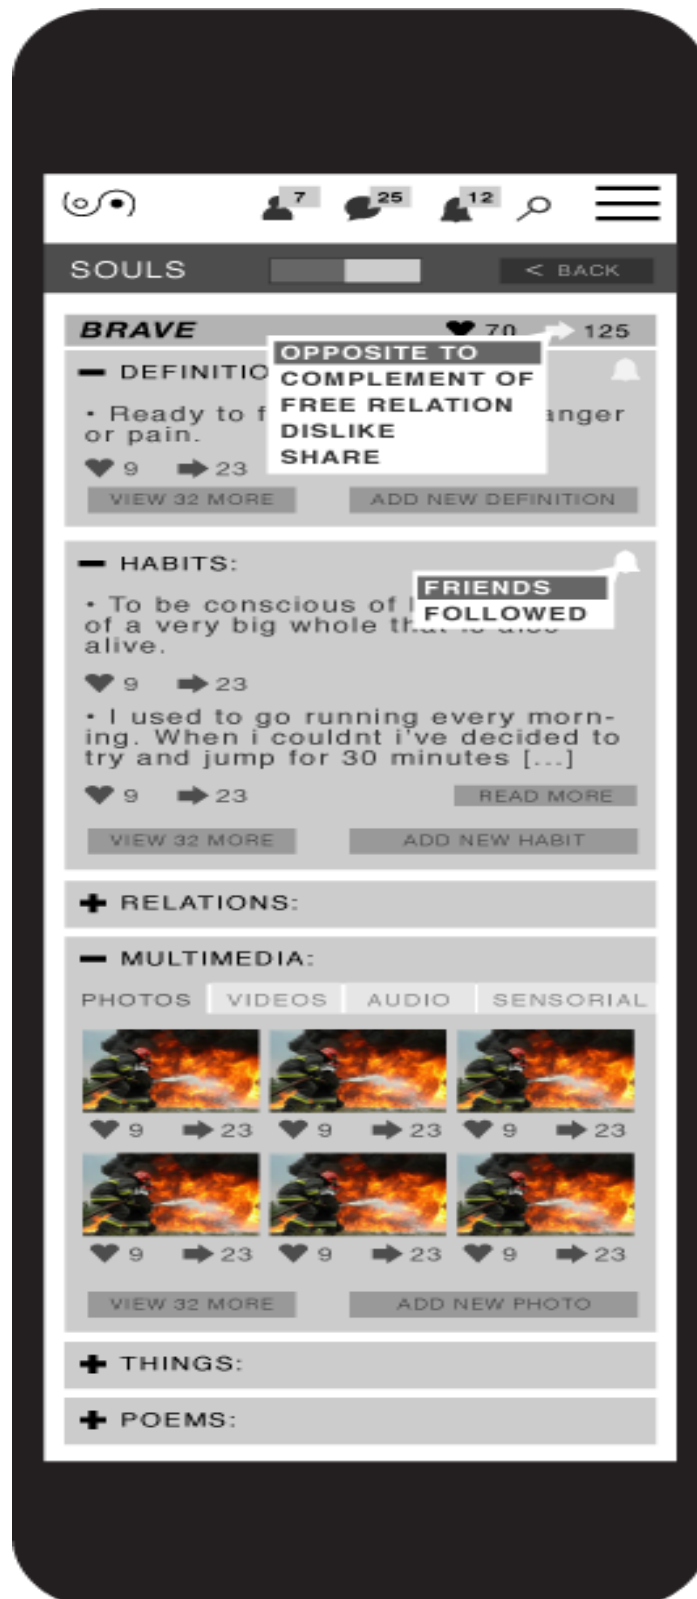 7 25 12
SOULS < BACK
BRAVE 70 125
OPPOSITE TO
COMPLEMENT OF
FREE RELATION
DISLIKE
SHARE
DEFINITIO
• Ready to f anger
or pain.
9 23
VIEW 32 MORE ADD NEW DEFINITION
HABITS:
FRIENDS
FOLLOWED
• To be conscious of
of a very big whole
alive.
9 23
• I used to go running every morn-
ing. When i couldnt i've decided to
try and jump for 30 minutes [...]
9 23 READ MORE
VIEW 32 MORE ADD NEW HABIT
RELATIONS:
MULTIMEDIA:
PHOTOS VIDEOS AUDIO SENSORIAL
9 23 9 23 9 23
9 23 9 23 9 23
VIEW 32 MORE ADD NEW PHOTO
THINGS:
POEMS: